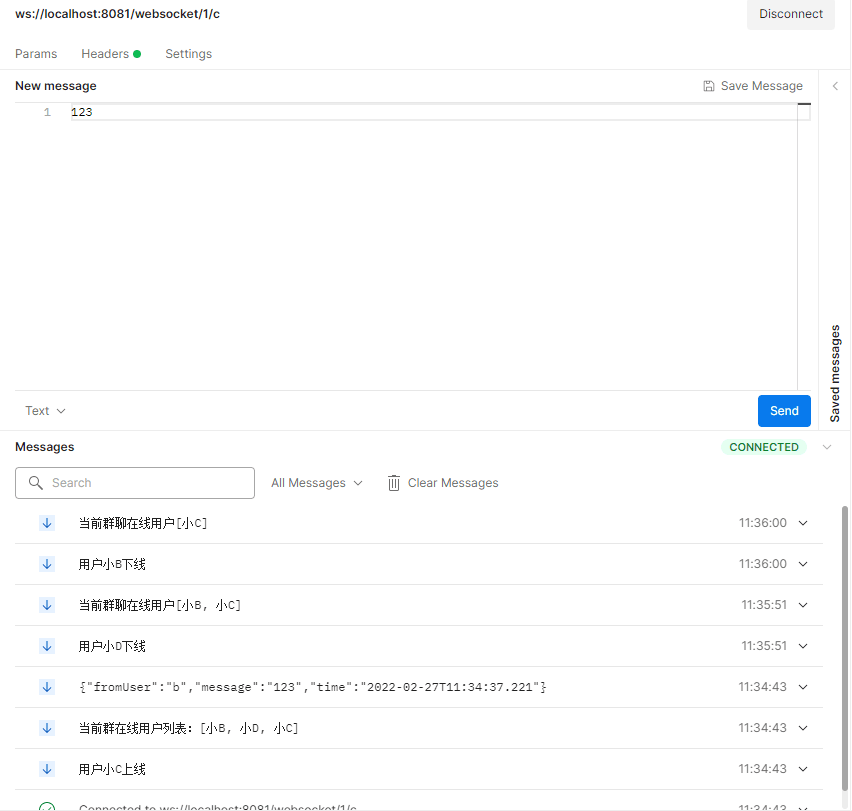 ws://localhost:8081/websocket/1/c
Disconnect
Params Headers Settings
New message
Save Message
1 123
Saved messages
Text
Send
Messages
CONNECTED
Search
All Messages
Clear Messages
当前群聊在线用户[小C] 11:36:00
用户小B下线 11:36:00
当前群聊在线用户[小B, 小C] 11:35:51
用户小D下线 11:35:51
{"fromUser":"b","message":"123","time":"2022-02-27T11:34:37.221"} 11:34:43
当前群在线用户列表: [小B, 小D, 小C] 11:34:43
用户小C上线 11:34:43
Connected to ws://localhost:8081/websocket/1/c 11:34:43